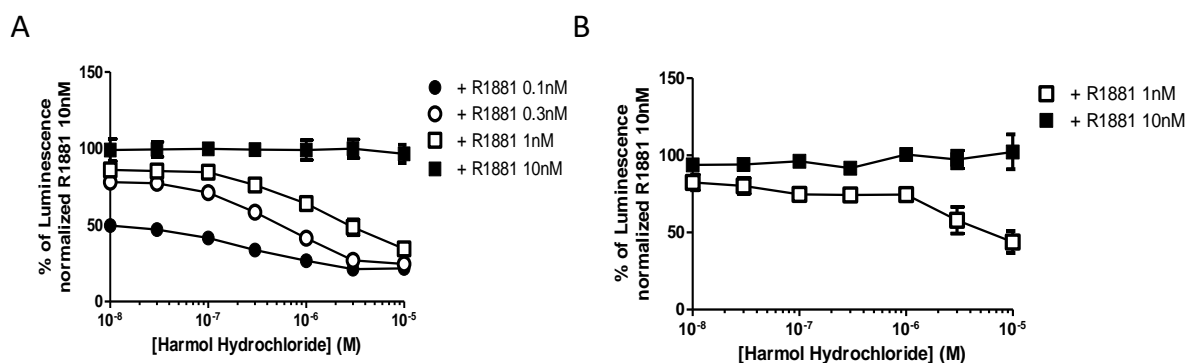 A
% of Luminescence
normalized R1881 10nM
150
100
50
0
10-8
10-7
10-6
10-5
[Harmol Hydrochloride] (M)
+ R1881 0.1nM
+ R1881 0.3nM
+ R1881 1nM
+ R1881 10nM
B
% of Luminescence
normalized R1881 10nM
150
100
50
0
10-8
10-7
10-6
10-5
[Harmol Hydrochloride] (M)
+ R1881 1nM
+ R1881 10nM